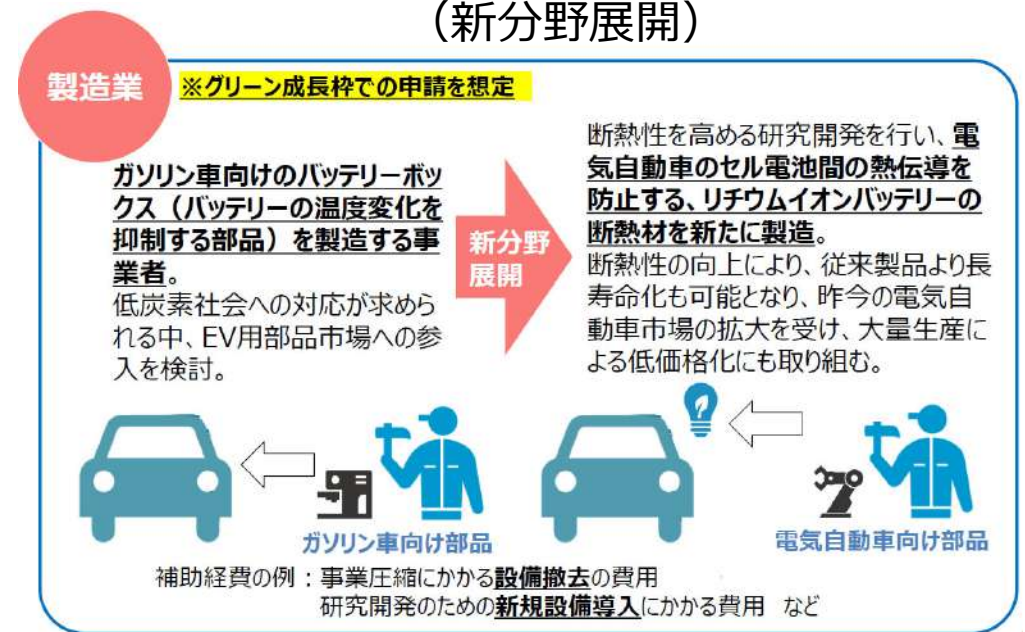 （新分野展開）
製造業
※グリーン成長枠での申請を想定
ガソリン車向けのバッテリーボッ
クス（バッテリーの温度変化を
抑制する部品）を製造する事
業者。
低炭素社会への対応が求めら
れる中、EV用部品市場への参
入を検討。
新分野
展開
断熱性を高める研究開発を行い、電
気自動車のセル電池間の熱伝導を
防止する、リチウムイオンバッテリーの
断熱材を新たに製造。
断熱性の向上により、従来製品より長
寿命化も可能となり、昨今の電気自
動車市場の拡大を受け、大量生産に
よる低価格化にも取り組む。
ガソリン車向け部品
電気自動車向け部品
補助経費の例：事業圧縮にかかる設備撤去の費用
研究開発のための新規設備導入にかかる費用 など